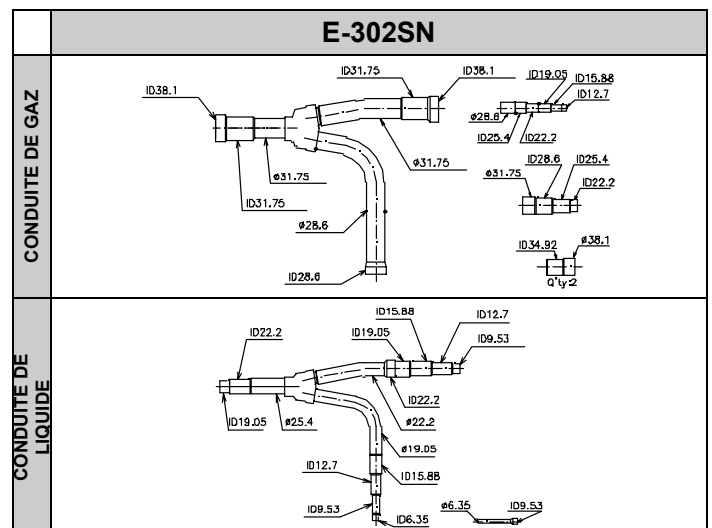 E-302SN
CONDUITE DE GAZ
ID38.1
ID31.75
ID38.1
ø31.75
ID31.75
ø31.75
ø28.6
ID28.6
ID19.05
ID15.88
ID12.7
ø28.6
ID25.4
ID22.2
ID28.6
ID25.4
ø31.75
ID22.2
ID34.92
ø38.1
Q'ty:2
CONDUITE DE
LIQUIDE
ID22.2
ID19.05
ø25.4
ID15.88
ID12.7
ID19.05
ID9.53
ID22.2
ø22.2
ø19.05
ID12.7
ID15.88
ID9.53
ID6.35
ø6.35
ID9.53